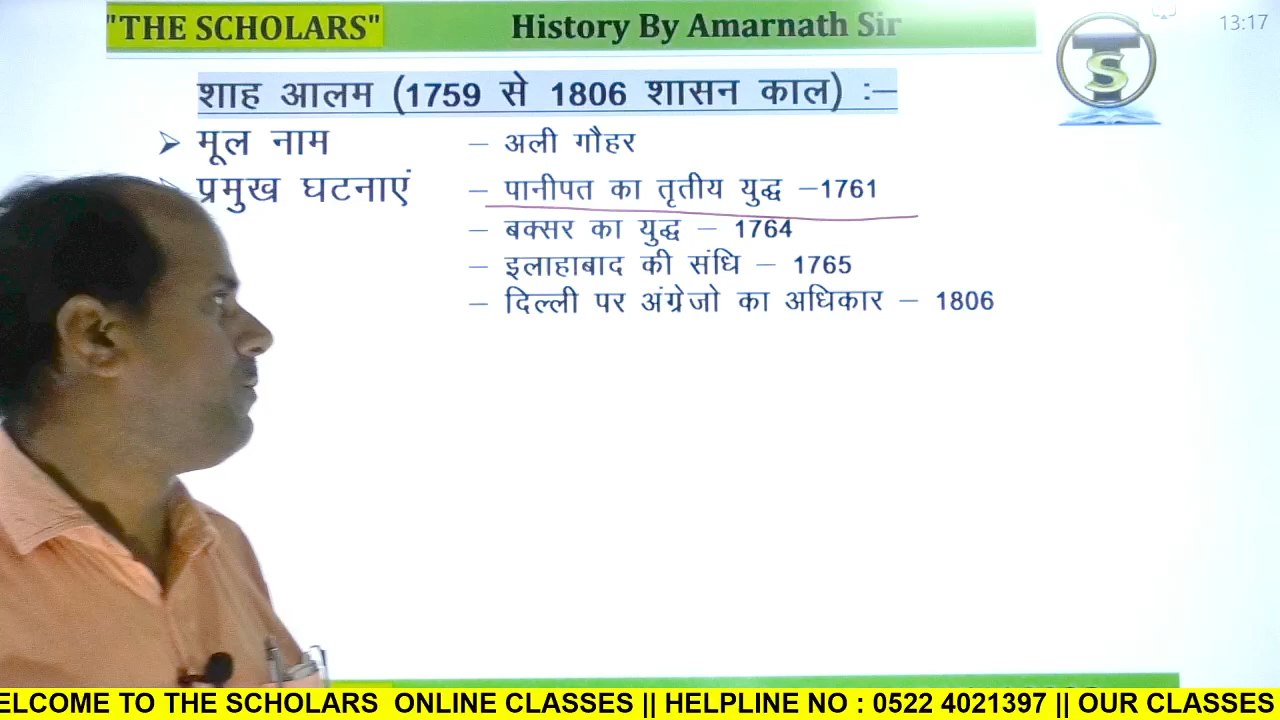 "THE SCHOLARS" History By Amarnath Sir
13:17
TS
शाह आलम (1759 से 1806 शासन काल) :–
➢ मूल नाम – अली गौहर
प्रमुख घटनाएं – पानीपत का तृतीय युद्ध –1761
– बक्सर का युद्ध – 1764
– इलाहाबाद की संधि – 1765
– दिल्ली पर अंग्रेजो का अधिकार – 1806
ELCOME TO THE SCHOLARS ONLINE CLASSES || HELPLINE NO : 0522 4021397 || OUR CLASSES